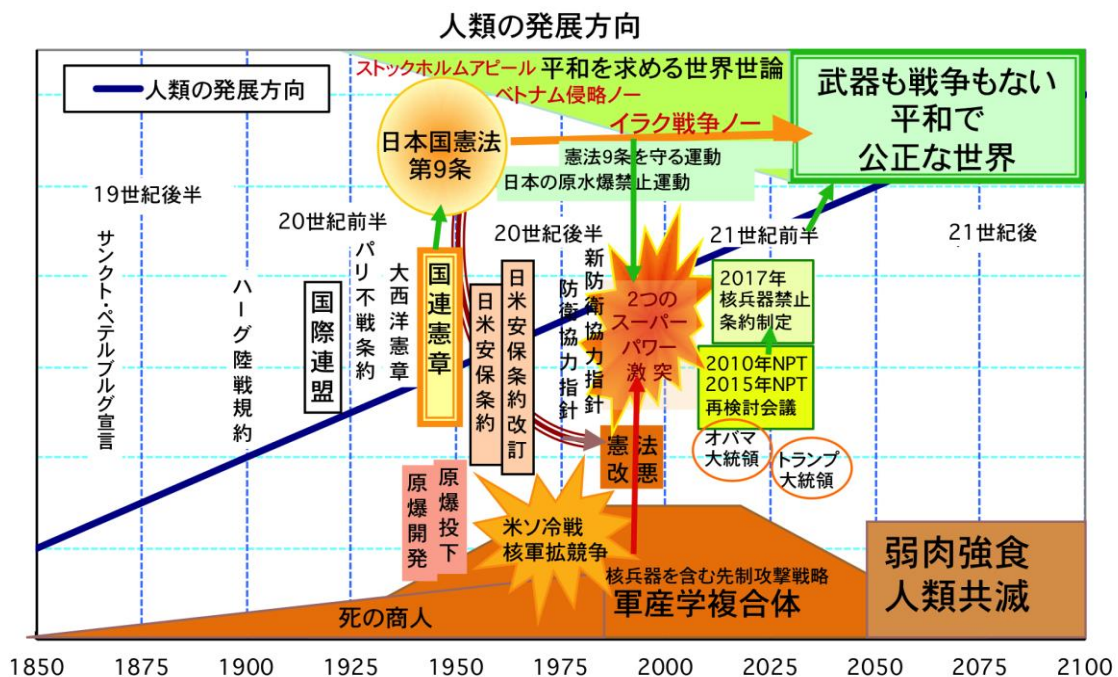 人類の発展方向
人類の発展方向
ストックホルムアピール 平和を求める世界世論
ベトナム侵略ノー
イラク戦争ノー
武器も戦争もない
平和で
公正な世界
日本国憲法
第9条
憲法9条を守る運動
日本の原水爆禁止運動
19世紀後半
20世紀前半
20世紀後半
21世紀前半
21世紀後
サンクト・ペテルブルグ宣言
ハーグ陸戦規約
国際連盟
パリ不戦条約
大西洋憲章
国連憲章
日米安保条約
日米安保条約改訂
防衛協力指針
新防衛協力指針
2つの
スーパー
パワー
激突
2017年
核兵器禁止
条約制定
2010年NPT
2015年NPT
再検討会議
オバマ
大統領
トランプ
大統領
憲法
改悪
原爆開発
原爆投下
米ソ冷戦
核軍拡競争
核兵器を含む先制攻撃戦略
軍産学複合体
死の商人
弱肉強食
人類共滅
1850 1875 1900 1925 1950 1975 2000 2025 2050 2075 2100